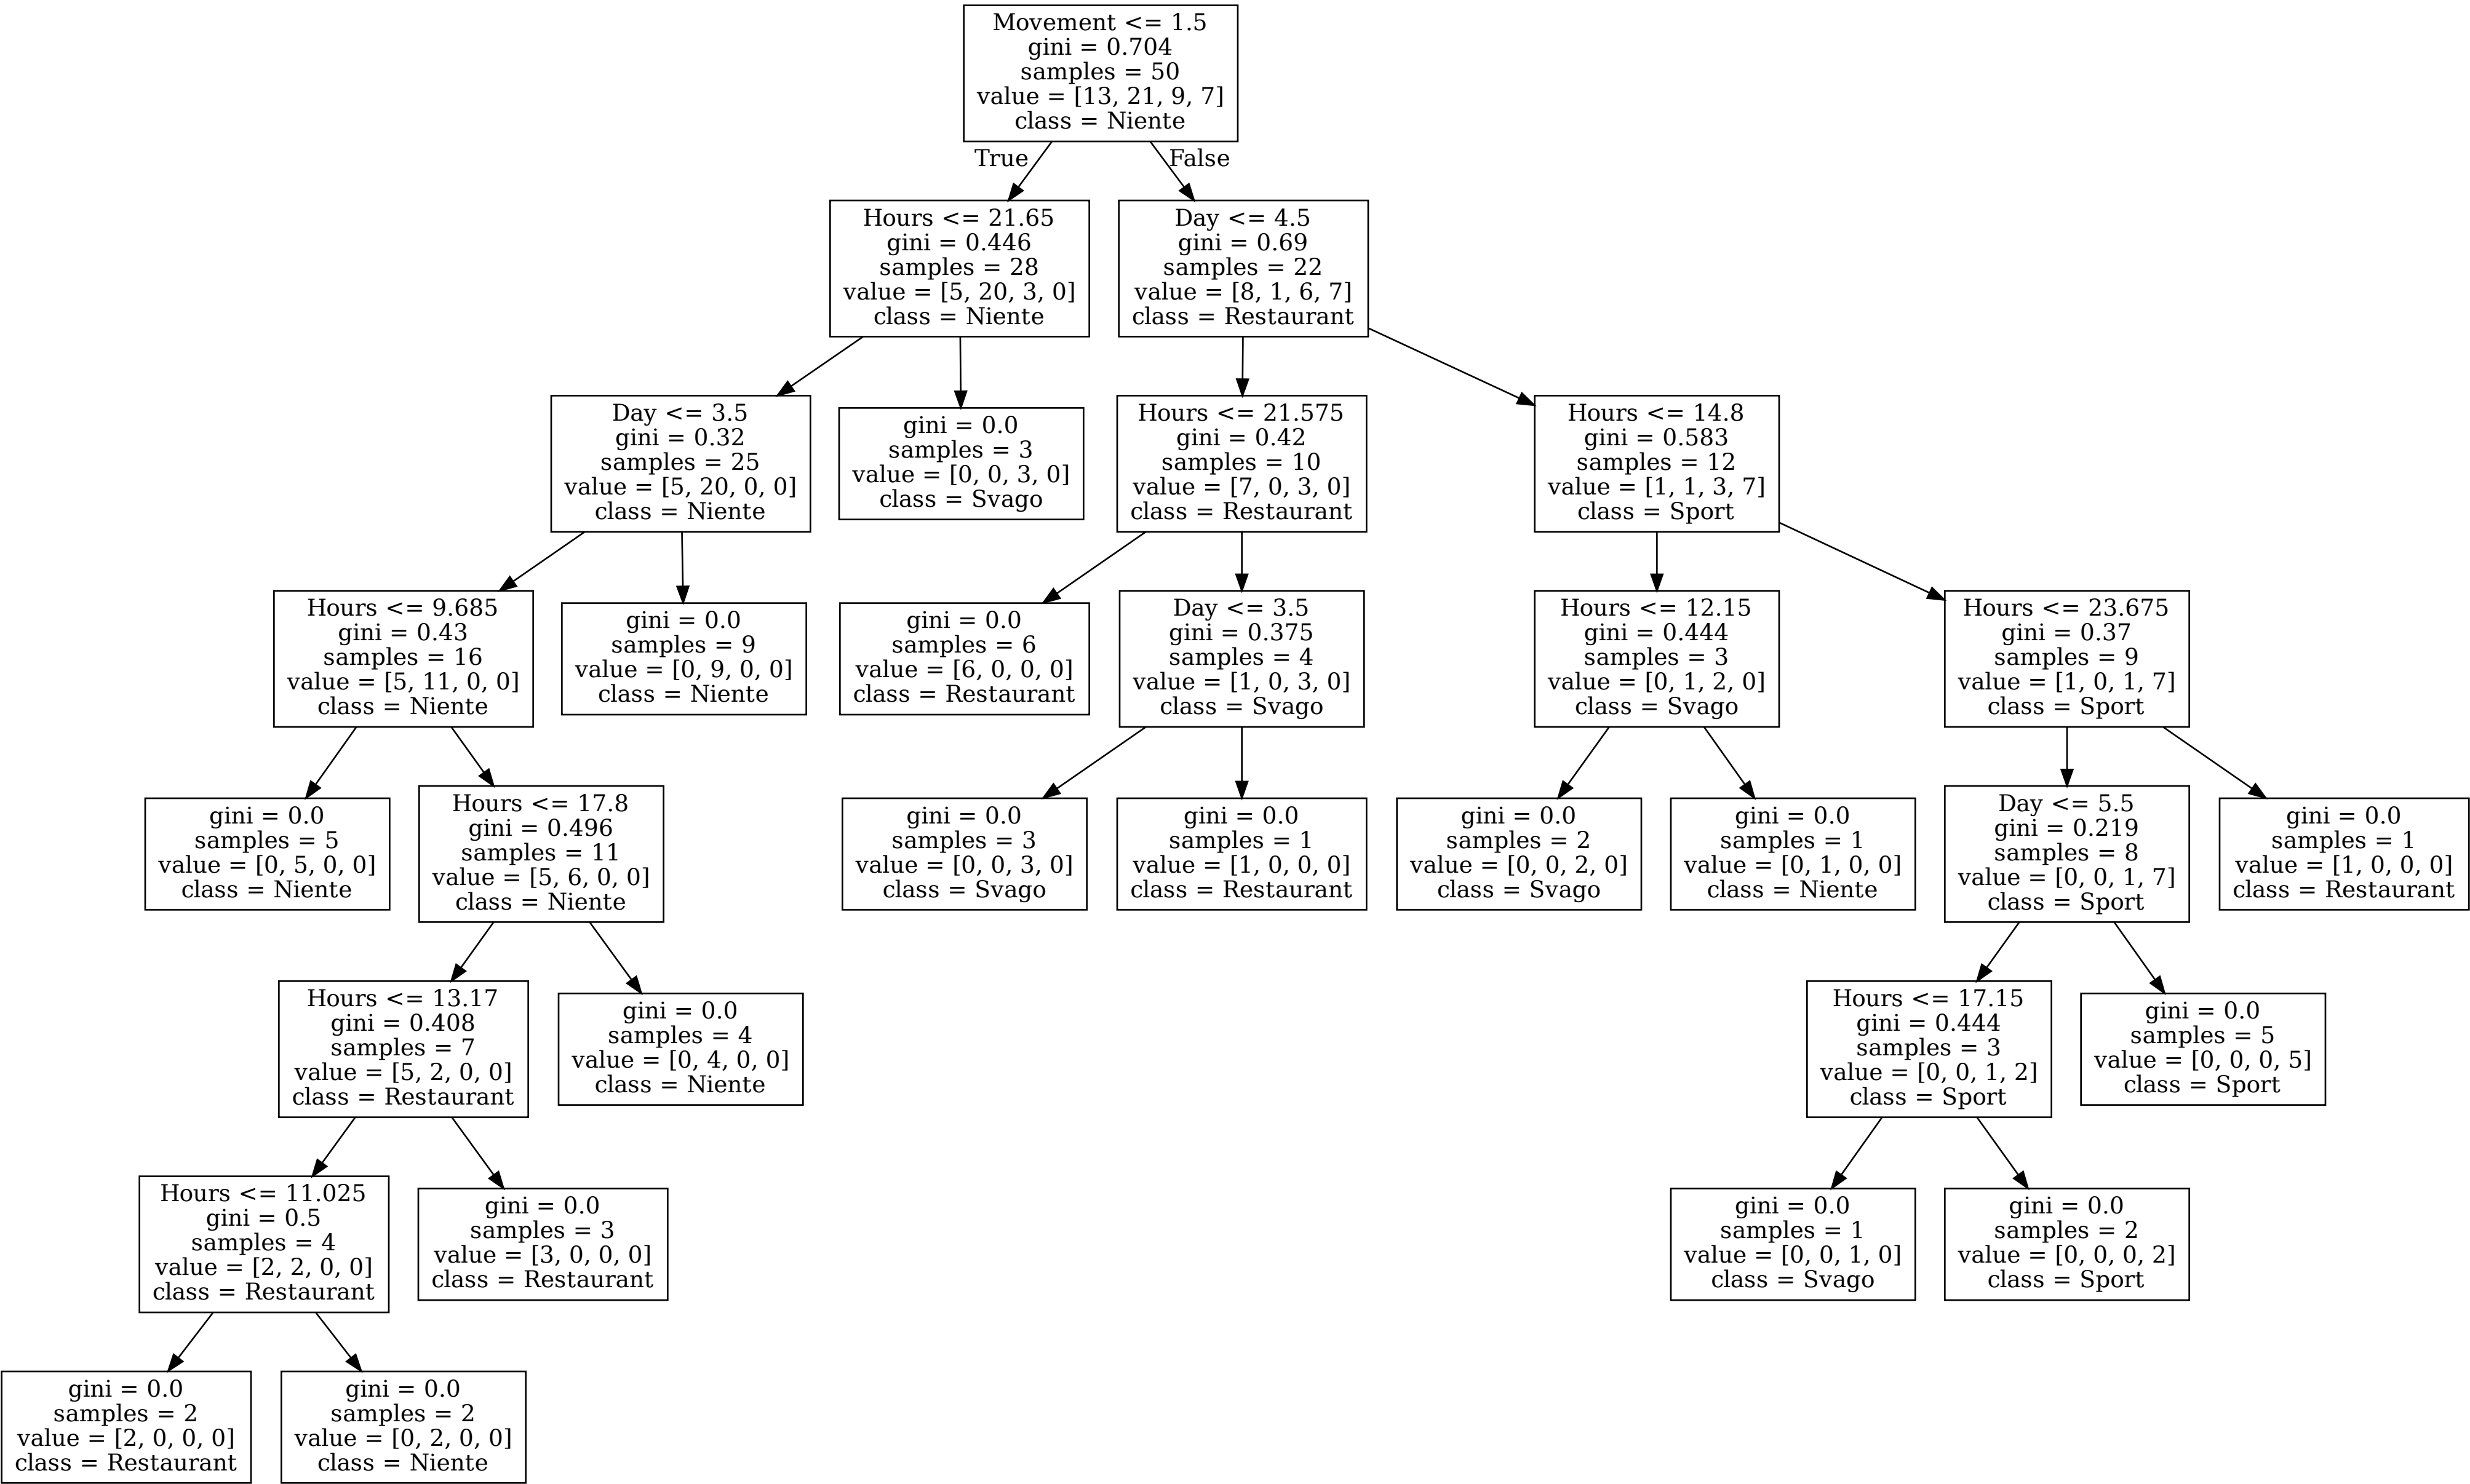 Movement <= 1.5
gini = 0.704
samples = 50
value = [13, 21, 9, 7]
class = Niente
True
False
Hours <= 21.65
gini = 0.446
samples = 28
value = [5, 20, 3, 0]
class = Niente
Day <= 4.5
gini = 0.69
samples = 22
value = [8, 1, 6, 7]
class = Restaurant
Day <= 3.5
gini = 0.32
samples = 25
value = [5, 20, 0, 0]
class = Niente
gini = 0.0
samples = 3
value = [0, 0, 3, 0]
class = Svago
Hours <= 21.575
gini = 0.42
samples = 10
value = [7, 0, 3, 0]
class = Restaurant
Hours <= 14.8
gini = 0.583
samples = 12
value = [1, 1, 3, 7]
class = Sport
Hours <= 9.685
gini = 0.43
samples = 16
value = [5, 11, 0, 0]
class = Niente
gini = 0.0
samples = 9
value = [0, 9, 0, 0]
class = Niente
gini = 0.0
samples = 6
value = [6, 0, 0, 0]
class = Restaurant
Day <= 3.5
gini = 0.375
samples = 4
value = [1, 0, 3, 0]
class = Svago
Hours <= 12.15
gini = 0.444
samples = 3
value = [0, 1, 2, 0]
class = Svago
Hours <= 23.675
gini = 0.37
samples = 9
value = [1, 0, 1, 7]
class = Sport
gini = 0.0
samples = 5
value = [0, 5, 0, 0]
class = Niente
Hours <= 17.8
gini = 0.496
samples = 11
value = [5, 6, 0, 0]
class = Niente
gini = 0.0
samples = 3
value = [0, 0, 3, 0]
class = Svago
gini = 0.0
samples = 1
value = [1, 0, 0, 0]
class = Restaurant
gini = 0.0
samples = 2
value = [0, 0, 2, 0]
class = Svago
gini = 0.0
samples = 1
value = [0, 1, 0, 0]
class = Niente
Day <= 5.5
gini = 0.219
samples = 8
value = [0, 0, 1, 7]
class = Sport
gini = 0.0
samples = 1
value = [1, 0, 0, 0]
class = Restaurant
Hours <= 13.17
gini = 0.408
samples = 7
value = [5, 2, 0, 0]
class = Restaurant
gini = 0.0
samples = 4
value = [0, 4, 0, 0]
class = Niente
Hours <= 17.15
gini = 0.444
samples = 3
value = [0, 0, 1, 2]
class = Sport
gini = 0.0
samples = 5
value = [0, 0, 0, 5]
class = Sport
Hours <= 11.025
gini = 0.5
samples = 4
value = [2, 2, 0, 0]
class = Restaurant
gini = 0.0
samples = 3
value = [3, 0, 0, 0]
class = Restaurant
gini = 0.0
samples = 1
value = [0, 0, 1, 0]
class = Svago
gini = 0.0
samples = 2
value = [0, 0, 0, 2]
class = Sport
gini = 0.0
samples = 2
value = [2, 0, 0, 0]
class = Restaurant
gini = 0.0
samples = 2
value = [0, 2, 0, 0]
class = Niente